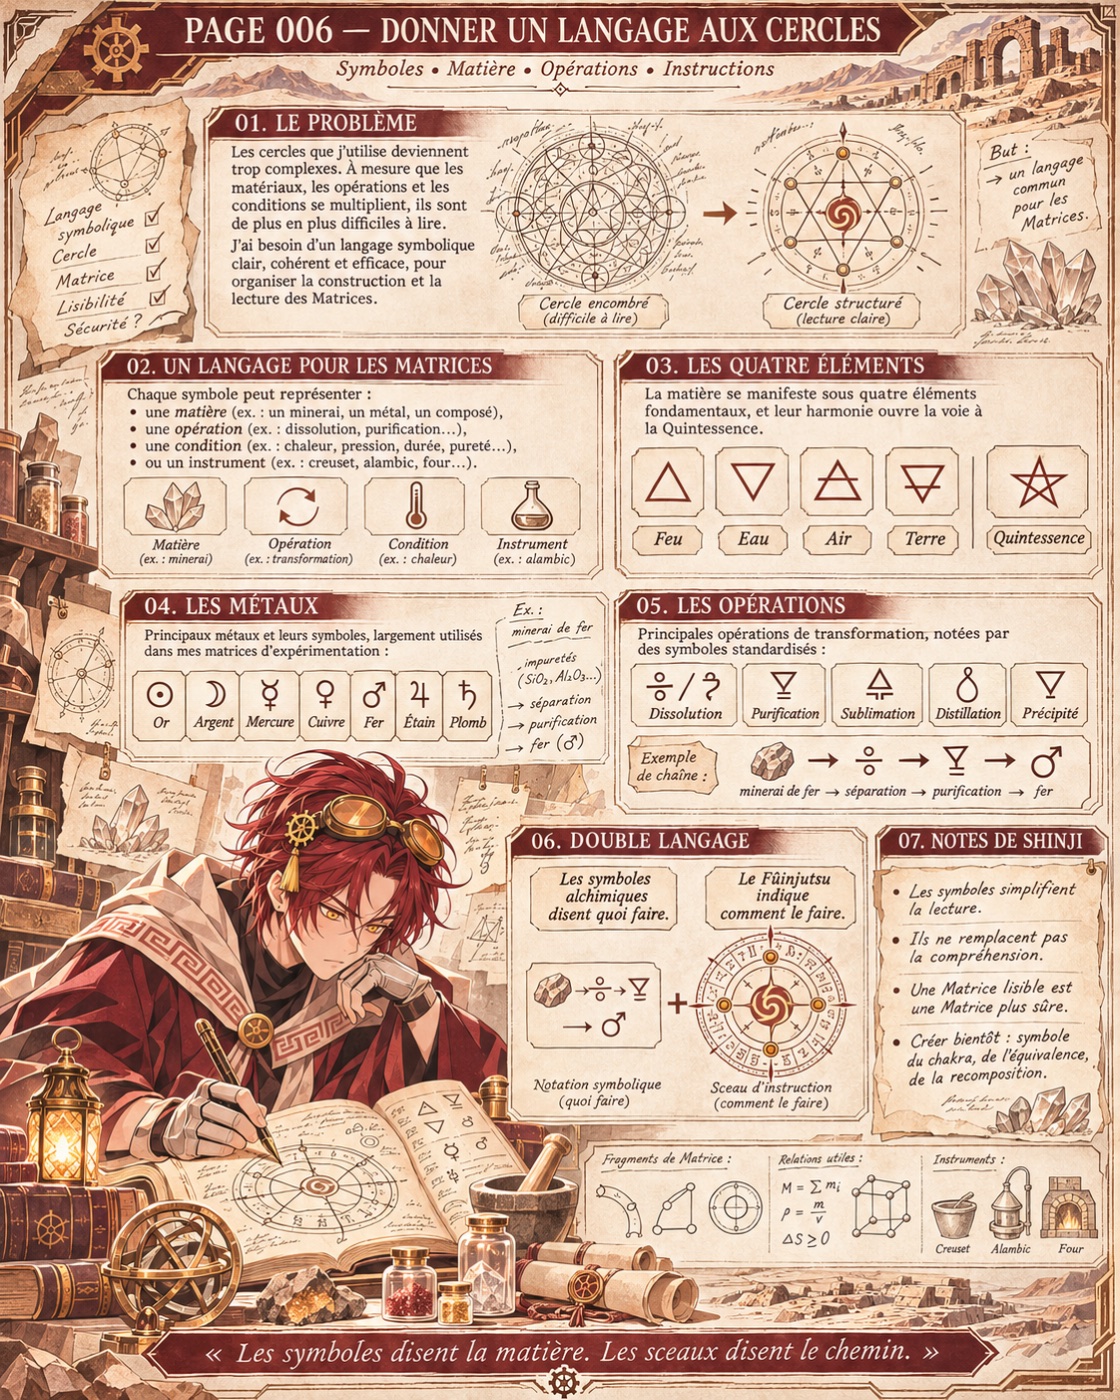 PAGE 006 — DONNER UN LANGAGE AUX CERCLES
Symboles • Matière • Opérations • Instructions
Langage
symbolique
Cercle
Matrice
Lisibilité
Sécurité ?
01. LE PROBLÈME
Les cercles que j'utilise deviennent
trop complexes. À mesure que les
matériaux, les opérations et les
conditions se multiplient, ils sont
de plus en plus difficiles à lire.
J'ai besoin d'un langage symbolique
clair, cohérent et efficace, pour
organiser la construction et la
lecture des Matrices.
Cercle encombré
(difficile à lire)
Cercle structuré
(lecture claire)
But :
→ un langage
commun
pour les
Matrices.
02. UN LANGAGE POUR LES MATRICES
Chaque symbole peut représenter :
• une matière (ex. : un minerai, un métal, un composé),
• une opération (ex. : dissolution, purification…),
• une condition (ex. : chaleur, pression, durée, pureté…),
• ou un instrument (ex. : creuset, alambic, four…).
Matière
(ex. : minerai)
Opération
(ex. : transformation)
Condition
(ex. : chaleur)
Instrument
(ex. : alambic)
03. LES QUATRE ÉLÉMENTS
La matière se manifeste sous quatre éléments
fondamentaux, et leur harmonie ouvre la voie à
la Quintessence.
Feu
Eau
Air
Terre
Quintessence
04. LES MÉTAUX
Principaux métaux et leurs symboles, largement utilisés
dans mes matrices d'expérimentation :
☉ ☽ ☿ ♀ ♂ ♃ ♄
Or Argent Mercure Cuivre Fer Étain Plomb
Ex. :
minerai de fer
impuretés
(SiO₂, Al₂O₃...)
→ séparation
→ purification
→ fer (♂)
05. LES OPÉRATIONS
Principales opérations de transformation, notées par
des symboles standardisés :
Dissolution
Purification
Sublimation
Distillation
Précipité
Exemple
de chaîne :
minerai de fer → séparation → purification → fer
06. DOUBLE LANGAGE
Les symboles
alchimiques
disent quoi faire.
Le Fûinjutsu
indique
comment le faire.
Notation symbolique
(quoi faire)
Sceau d'instruction
(comment le faire)
07. NOTES DE SHINJI
• Les symboles simplifient
la lecture.
• Ils ne remplacent pas
la compréhension.
• Une Matrice lisible est
une Matrice plus sûre.
• Créer bientôt : symbole
du chakra, de l'équivalence,
de la recomposition.
Fragments de Matrice :
Relations utiles :
M = ∑ mᵢ
ρ = m/v
ΔS ≥ 0
Instruments :
Creuset
Alambic
Four
« Les symboles disent la matière. Les sceaux disent le chemin. »